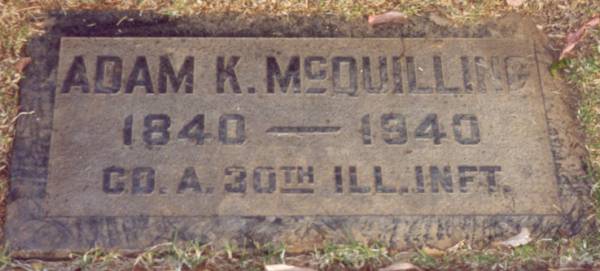 ADAM K. McQUILLING
1840 — 1940
CO. A. 30TH ILL. INFT.